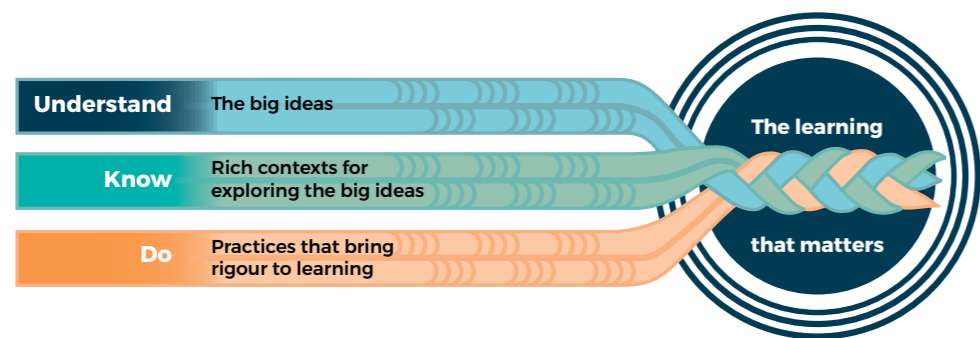 Understand
The big ideas
Know
Rich contexts for
exploring the big ideas
Do
Practices that bring
rigour to learning
The learning
that matters